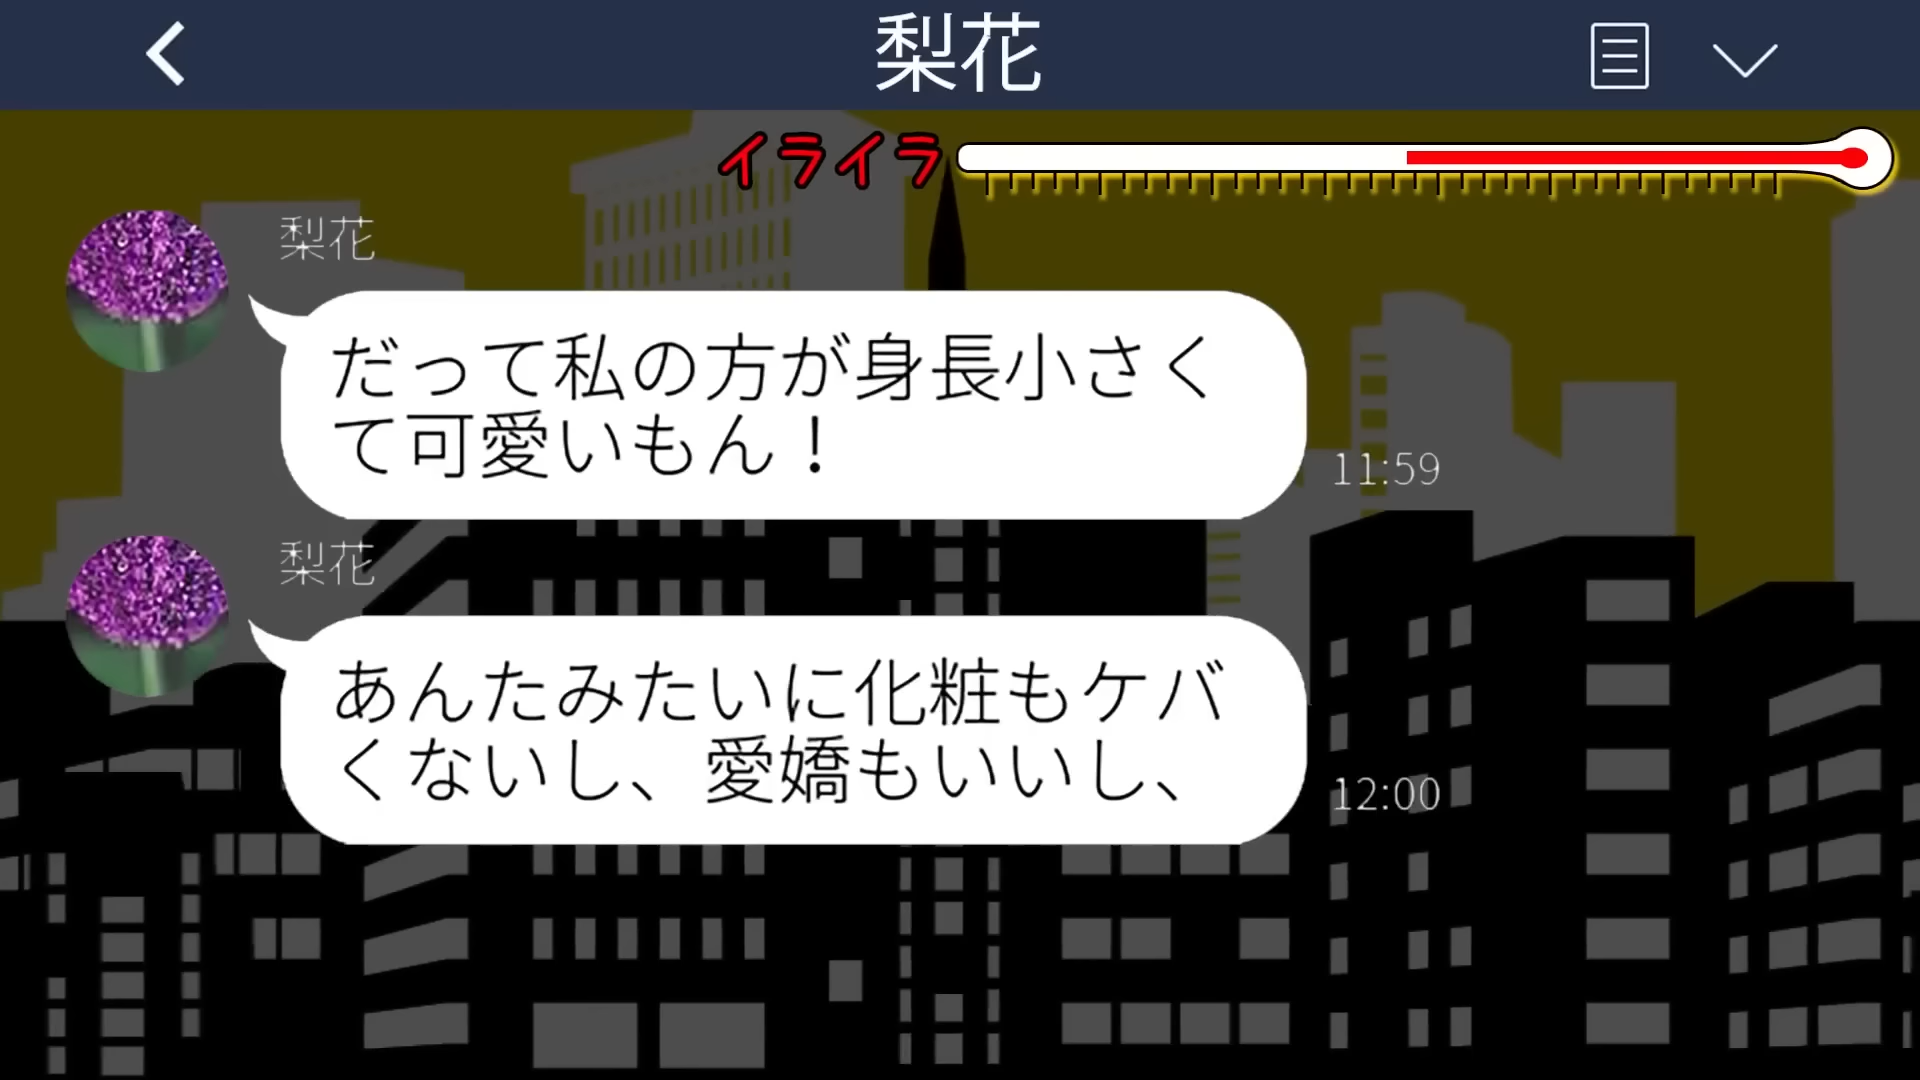 梨花
イライラ
梨花
だって私の方が身長小さく
て可愛いもん！
11:59
梨花
あんたみたいに化粧もケバ
くないし、愛嬌もいいし、
12:00